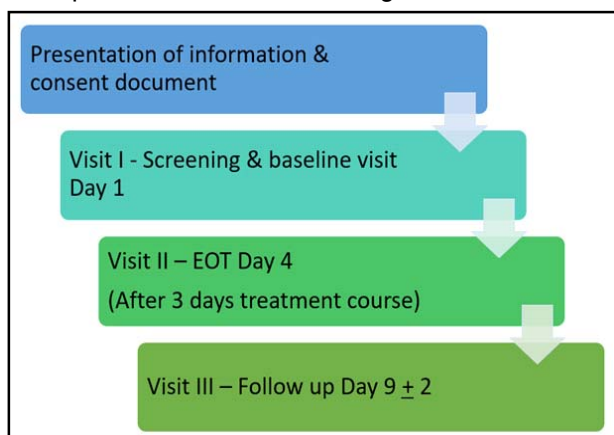 Presentation of information &
consent document
Visit I - Screening & baseline visit
Day 1
Visit II – EOT Day 4
(After 3 days treatment course)
Visit III – Follow up Day 9 ± 2